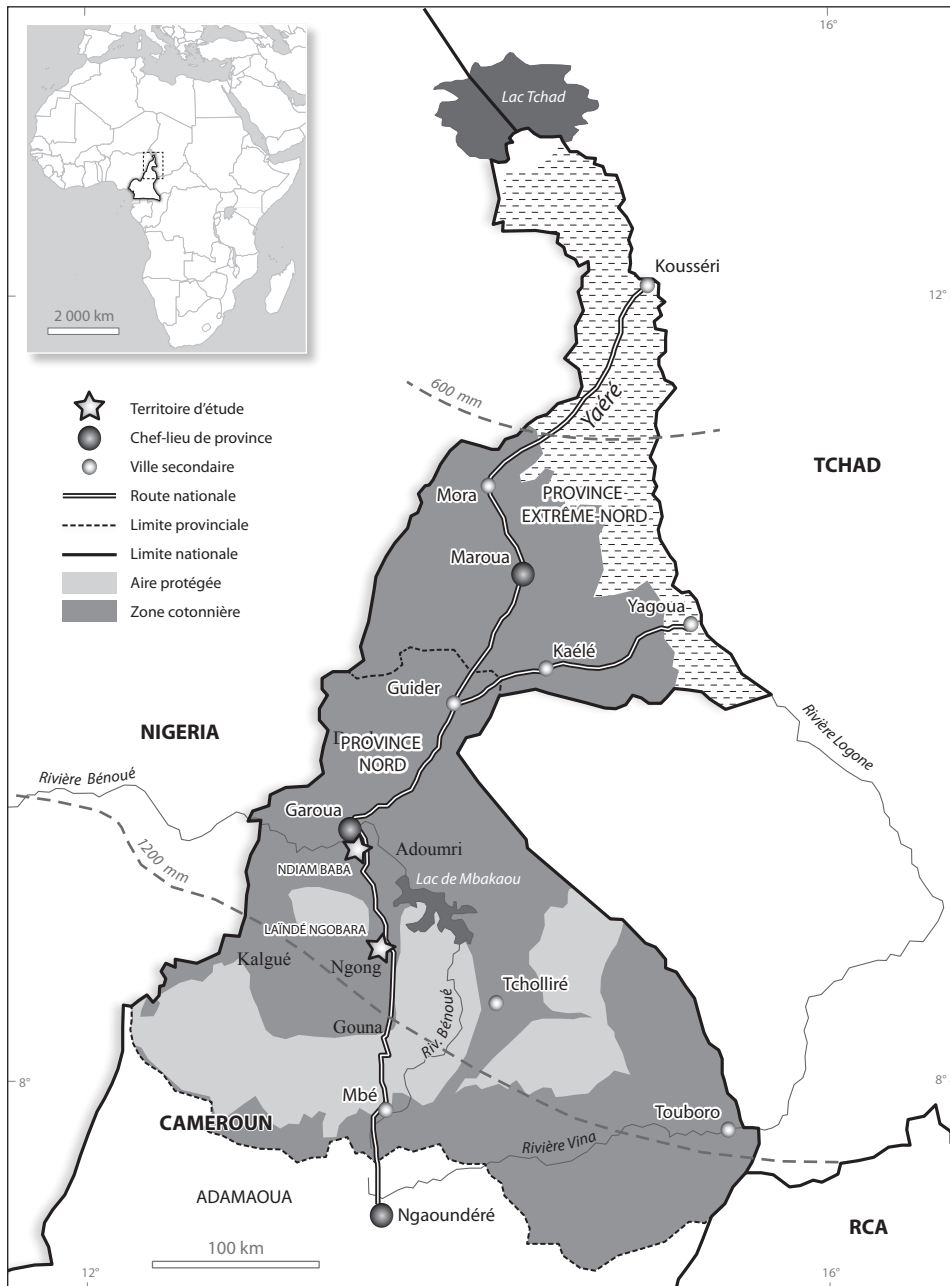 16°
Lac Tchad
Kousséri
12°
2 000 km
600 mm
Yaéré
Territoire d'étude
Chef-lieu de province
Ville secondaire
Route nationale
Limite provinciale
Limite nationale
Aire protégée
Zone cotonnière
TCHAD
Mora
PROVINCE
EXTRÊME-NORD
Maroua
Yagoua
Kaélé
Guider
NIGERIA
PROVINCE
NORD
Rivière Logone
Rivière Bénoué
Garoua
1200 mm
Adoumri
NDIAM BABA
Lac de Mbakaou
LAÏNDÉ NGOBARA
Kalgué
Ngong
Tcholliré
Gouna
Riv. Bénoué
8°
8°
Mbé
CAMEROUN
Touboro
Rivière Vina
ADAMAOUA
Ngaoundéré
RCA
100 km
12°
16°